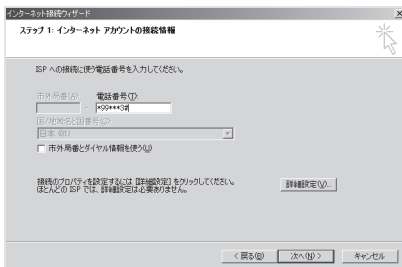 インターネット接続ウィザード
ステップ 1: インターネット アカウントの接続情報
ISP への接続に使う電話番号を入力してください。
市外局番(A): 電話番号(T):
- *99***3#
国/地域名と国番号(O)
日本 (81)
市外局番とダイヤル情報を使う(U)
接続のプロパティを設定するには [詳細設定] をクリックしてください。
ほとんどの ISP では、詳細設定は必要ありません。
詳細設定(V)...
< 戻る(B)
次へ(N) >
キャンセル